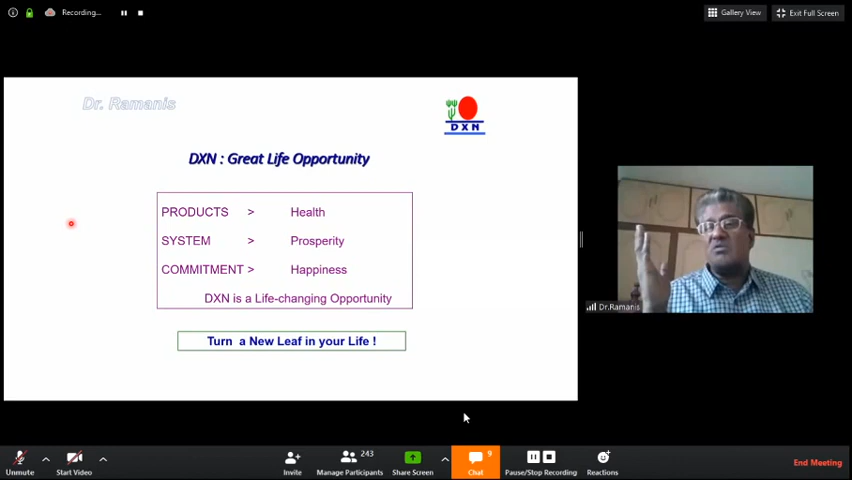 Recording...
Gallery View
Exit Full Screen
Dr. Ramanis
DXN
DXN : Great Life Opportunity
PRODUCTS > Health
SYSTEM > Prosperity
COMMITMENT > Happiness
DXN is a Life-changing Opportunity
Turn a New Leaf in your Life !
Dr.Ramanis
Unmute
Start Video
Invite
243
Manage Participants
Share Screen
9
Chat
Pause/Stop Recording
Reactions
End Meeting